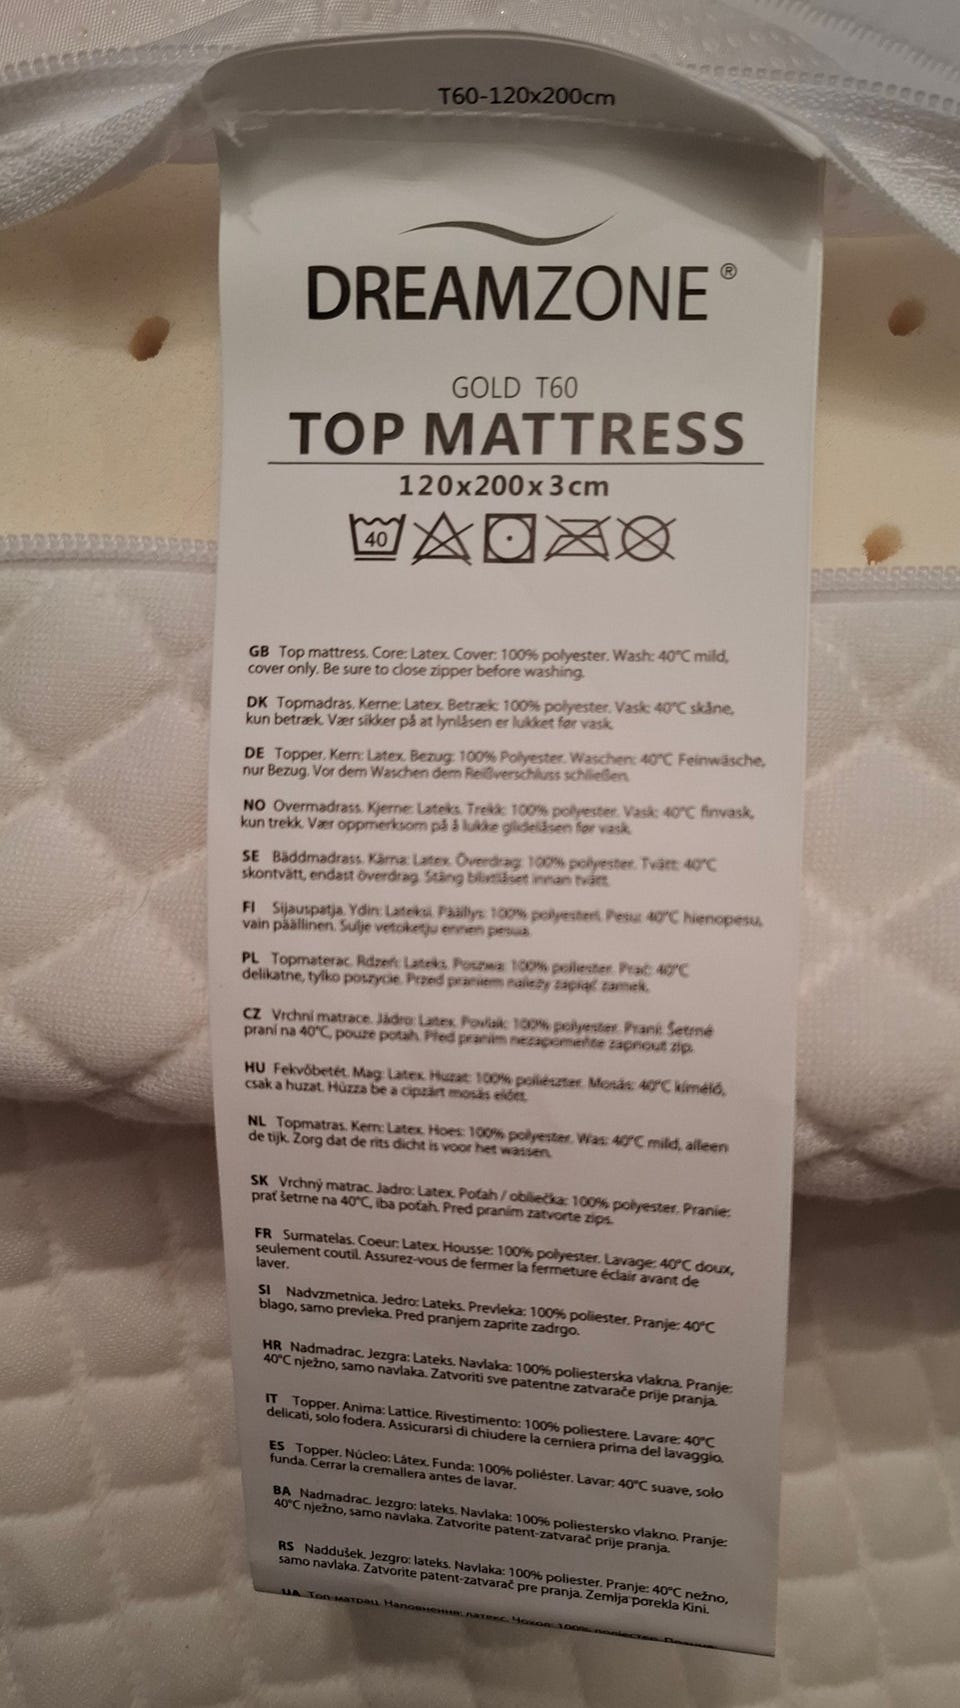 T60-120x200cm
DREAMZONE®
GOLD T60
TOP MATTRESS
120x200x3cm
40
GB Top mattress. Core: Latex. Cover: 100% polyester. Wash: 40°C mild,
cover only. Be sure to close zipper before washing.
DK Topmadras. Kerne: Latex. Betræk: 100% polyester. Vask: 40°C skåne,
kun betræk. Vær sikker på at lynlåsen er lukket før vask.
DE Topper. Kern: Latex. Bezug: 100% Polyester. Waschen: 40°C Feinwäsche,
nur Bezug. Vor dem Waschen dem Reißverschluss schließen.
NO Overmadrass. Kjerne: Lateks. Trekk: 100% polyester. Vask: 40°C finvask,
kun trekk. Vær oppmerksom på å lukke glidelåsen før vask.
SE Bäddmadrass. Kärna: Latex. Överdrag: 100% polyester. Tvätt: 40°C
skontvätt, endast överdrag. Stäng blixtlåset innan tvätt.
FI Sijauspatja. Ydin: Lateksi. Päällys: 100% polyesteri. Pesu: 40°C hienopesu,
vain päällinen. Sulje vetoketju ennen pesua.
PL Topmaterac. Rdzeń: Lateks. Poszwa: 100% poliester. Prać: 40°C
delikatne, tylko poszycie. Przed praniem należy zapiąć zamek.
CZ Vrchní matrace. Jádro: Latex. Povlak: 100% polyester. Praní: Šetrné
praní na 40°C, pouze potah. Před praním nezapomeňte zapnout zip.
HU Fekvőbetét. Mag: Latex. Huzat: 100% poliészter. Mosás: 40°C kímélő,
csak a huzat. Húzza be a cipzárt mosás előtt.
NL Topmatras. Kern: Latex. Hoes: 100% polyester. Was: 40°C mild, alleen
de tijk. Zorg dat de rits dicht is voor het wassen.
SK Vrchný matrac. Jadro: Latex. Poťah / obliečka: 100% polyester. Pranie:
prať šetrne na 40°C, iba poťah. Pred praním zatvorte zips.
FR Surmatelas. Coeur: Latex. Housse: 100% polyester. Lavage: 40°C doux,
seulement coutil. Assurez-vous de fermer la fermeture éclair avant de
laver.
SI Nadvzmetnica. Jedro: Lateks. Prevleka: 100% poliester. Pranje: 40°C
blago, samo prevleka. Pred pranjem zaprite zadrgo.
HR Nadmadrac. Jezgra: Lateks. Navlaka: 100% poliesterska vlakna. Pranje:
40°C nježno, samo navlaka. Zatvoriti sve patentne zatvarače prije pranja.
IT Topper. Anima: Lattice. Rivestimento: 100% poliestere. Lavare: 40°C
delicati, solo fodera. Assicurarsi di chiudere la cerniera prima del lavaggio.
ES Topper. Núcleo: Látex. Funda: 100% poliéster. Lavar: 40°C suave, solo
funda. Cerrar la cremallera antes de lavar.
BA Nadmadrac. Jezgro: lateks. Navlaka: 100% poliestersko vlakno. Pranje:
40°C nježno, samo navlaka. Zatvorite patent-zatvarač prije pranja.
RS Naddušek. Jezgro: lateks. Navlaka: 100% poliester. Pranje: 40°C nežno,
samo navlaka. Zatvorite patent-zatvarač pre pranja. Zemlja porekla Kini.
UA Топ-матрац. Наповнення: латекс. Чохол: 100% поліестер.